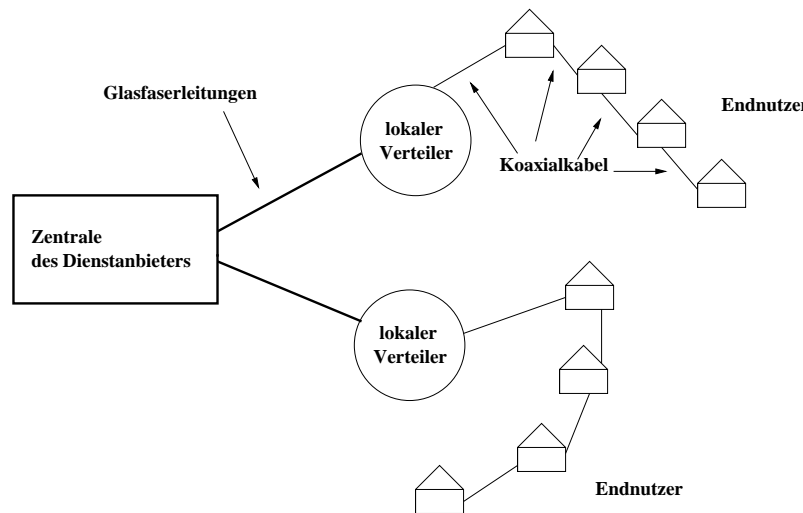 Glasfaserleitungen
lokaler
Verteiler
Endnutzer
Koaxialkabel
Zentrale
des Dienstanbieters
lokaler
Verteiler
Endnutzer